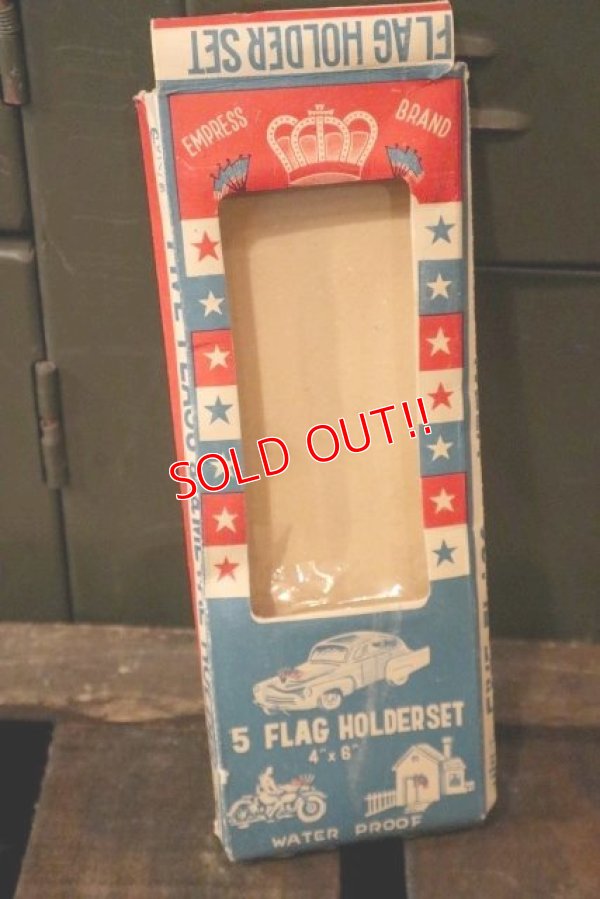 FLAG HOLDER SET
EMPRESS
BRAND
SOLD OUT!!
5 FLAG HOLDERSET
4" x 6"
WATER PROOF